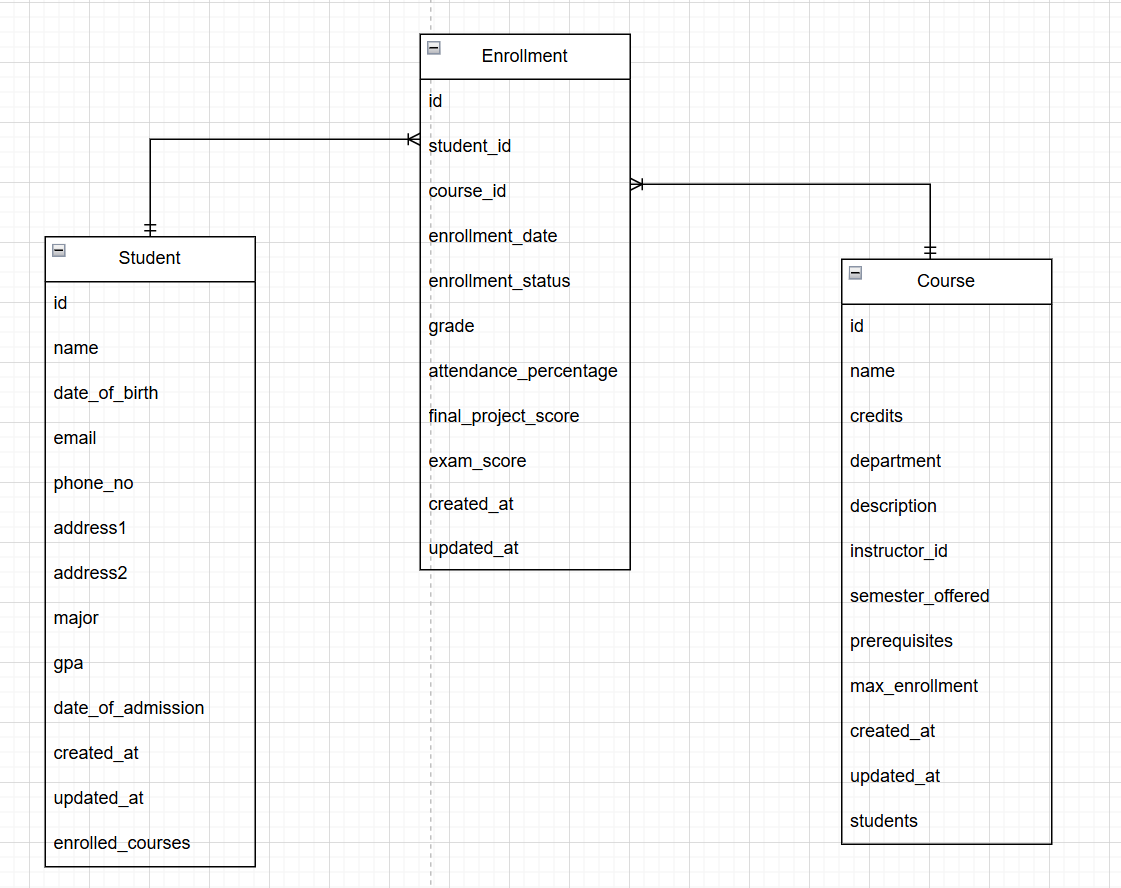 Enrollment
id
student_id
course_id
enrollment_date
enrollment_status
grade
attendance_percentage
final_project_score
exam_score
created_at
updated_at
Student
id
name
date_of_birth
email
phone_no
address1
address2
major
gpa
date_of_admission
created_at
updated_at
enrolled_courses
Course
id
name
credits
department
description
instructor_id
semester_offered
prerequisites
max_enrollment
created_at
updated_at
students